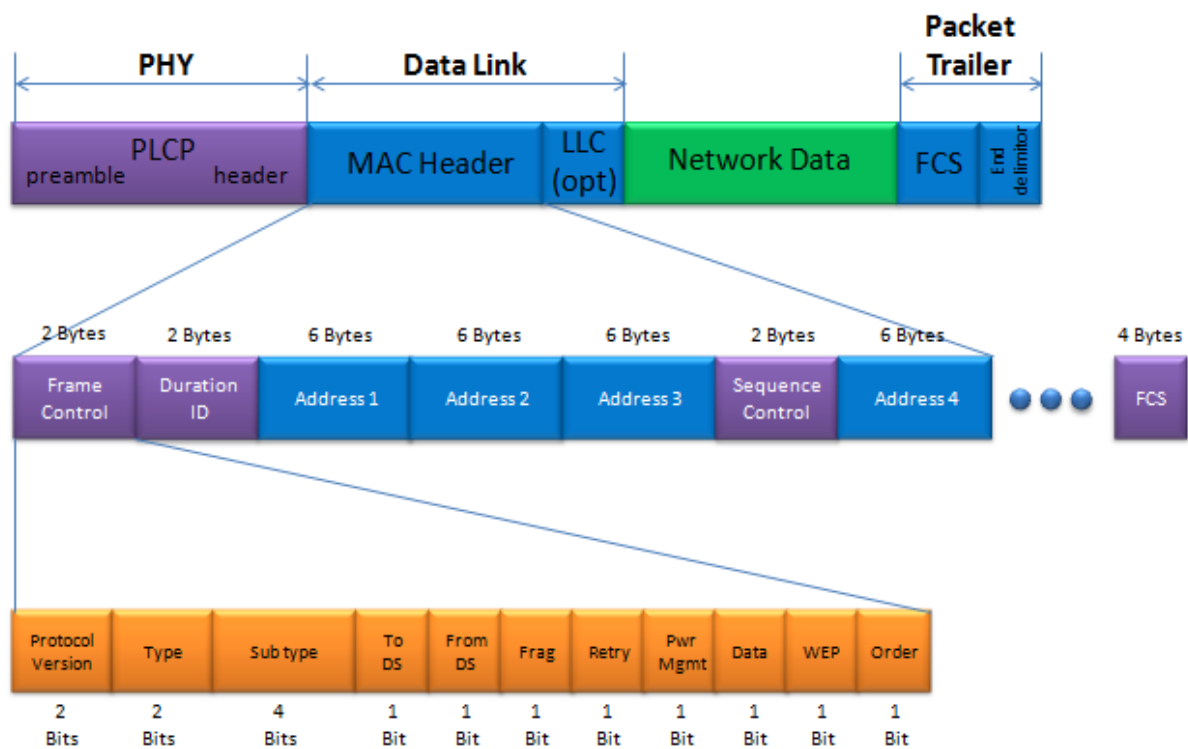 PHY
Data Link
Packet
Trailer
PLCP
preamble header
MAC Header
LLC
(opt)
Network Data
FCS
End
delimitor
2 Bytes
2 Bytes
6 Bytes
6 Bytes
6 Bytes
2 Bytes
6 Bytes
4 Bytes
Frame
Control
Duration
ID
Address 1
Address 2
Address 3
Sequence
Control
Address 4
FCS
Protocol
Version
Type
Sub type
To
DS
From
DS
Frag
Retry
Pwr
Mgmt
Data
WEP
Order
2
Bits
2
Bits
4
Bits
1
Bit
1
Bit
1
Bit
1
Bit
1
Bit
1
Bit
1
Bit
1
Bit